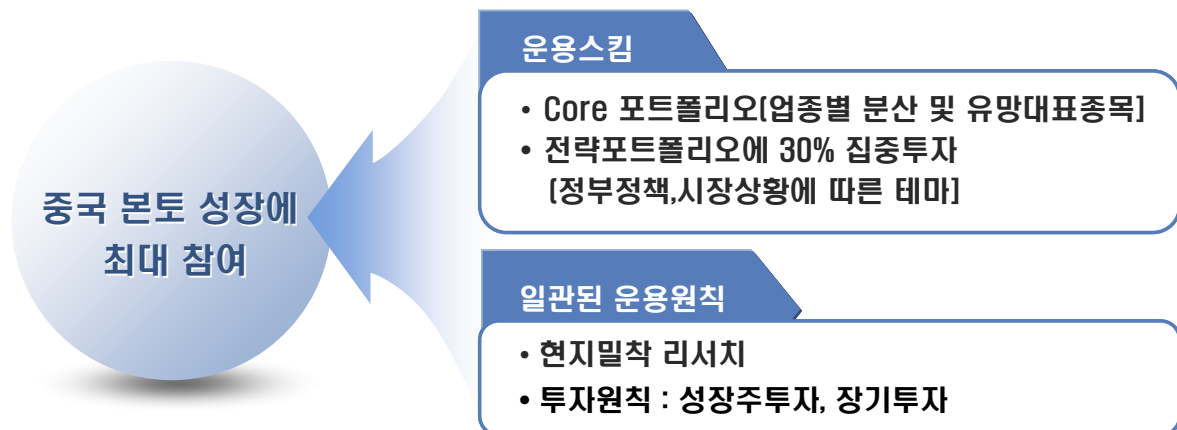 운용스킴
• Core 포트폴리오[업종별 분산 및 유망대표종목]
• 전략포트폴리오에 30% 집중투자
[정부정책,시장상황에 따른 테마]
중국 본토 성장에
최대 참여
일관된 운용원칙
• 현지밀착 리서치
• 투자원칙 : 성장주투자, 장기투자